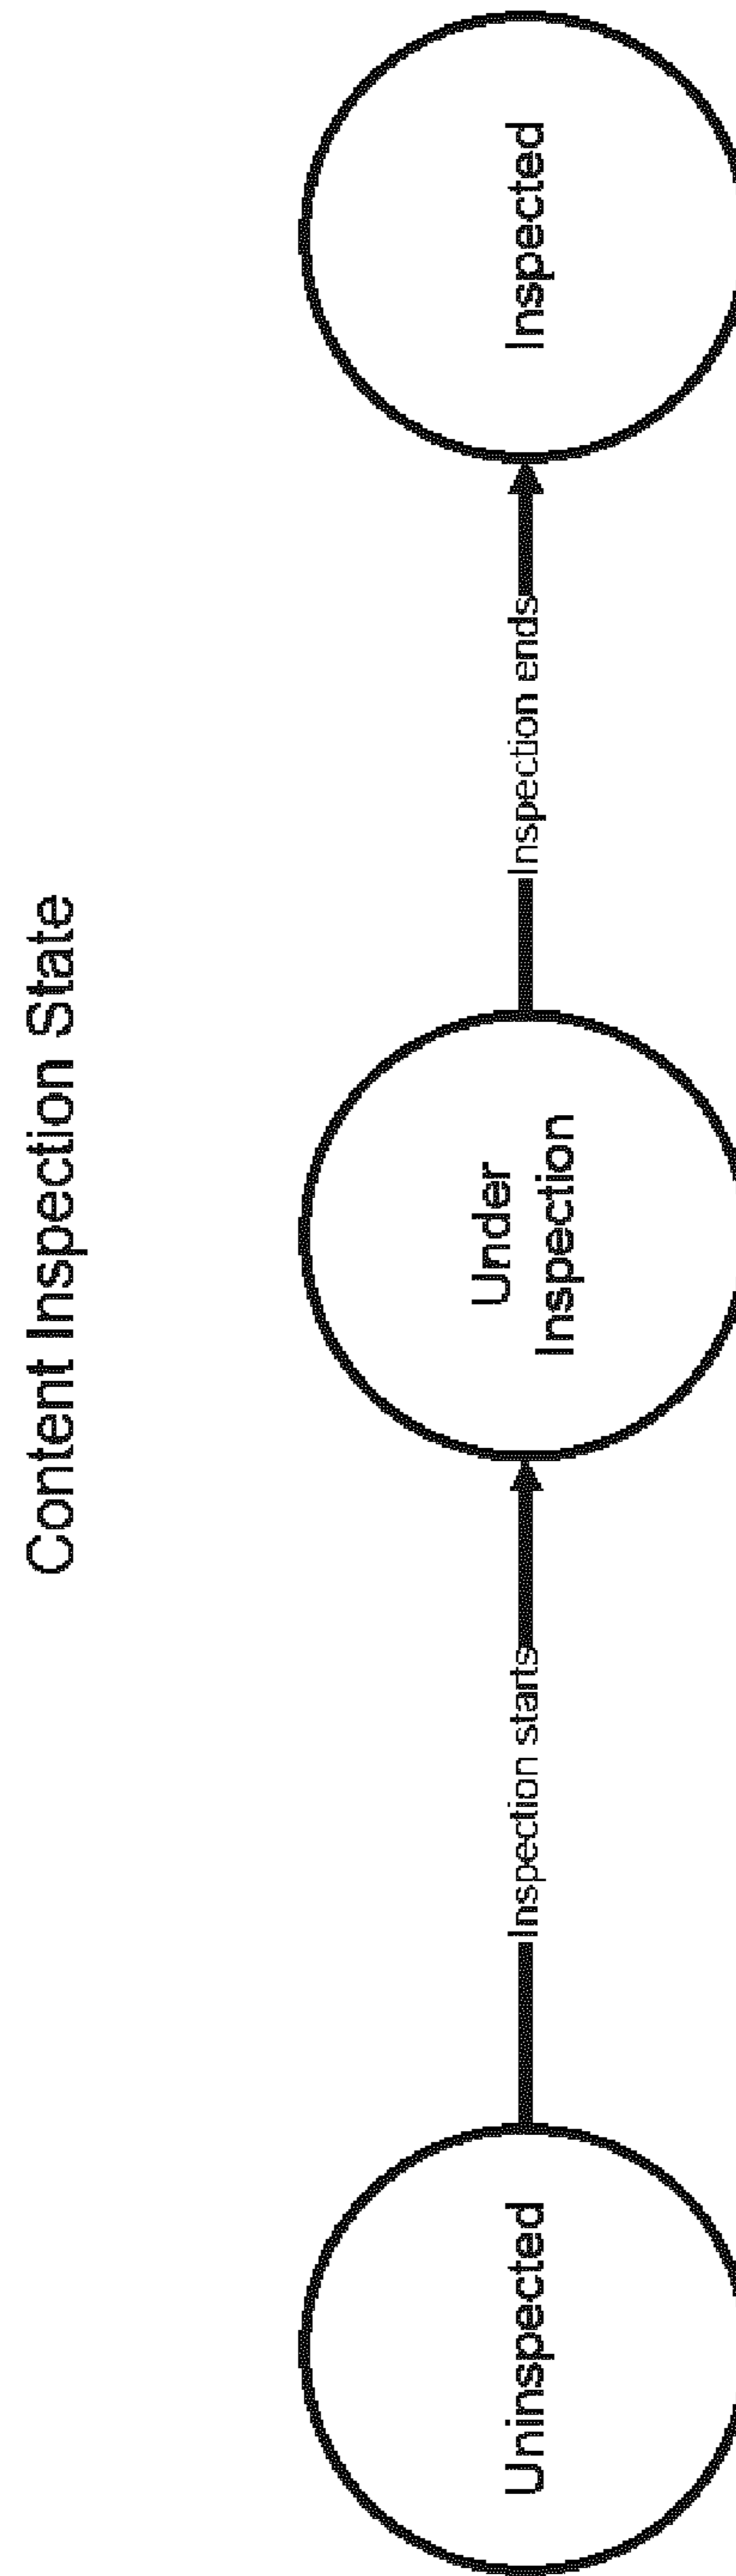 Content Inspection State
Uninspected
Inspection starts
Under
Inspection
Inspection ends
Inspected